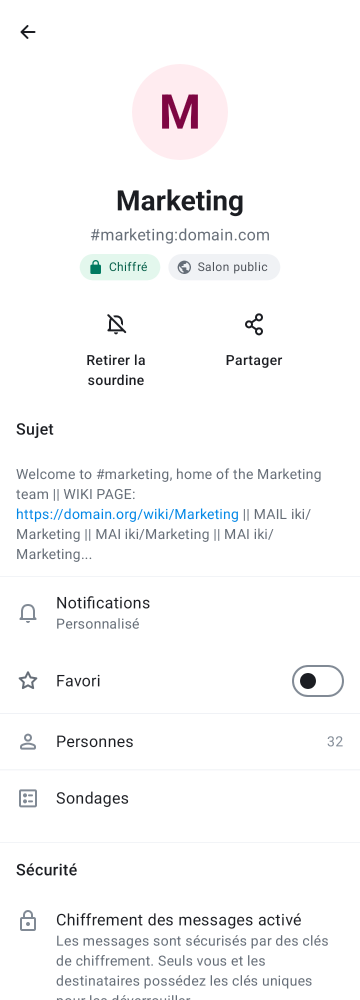 M
Marketing
#marketing:domain.com
Chiffré
Salon public
Retirer la
sourdine
Partager
Sujet
Welcome to #marketing, home of the Marketing
team || WIKI PAGE:
https://domain.org/wiki/Marketing || MAIL iki/
Marketing || MAI iki/Marketing || MAI iki/
Marketing...
Notifications
Personnalisé
Favori
Personnes
32
Sondages
Sécurité
Chiffrement des messages activé
Les messages sont sécurisés par des clés
de chiffrement. Seuls vous et les
destinataires possédez les clés uniques
pour les déverrouiller